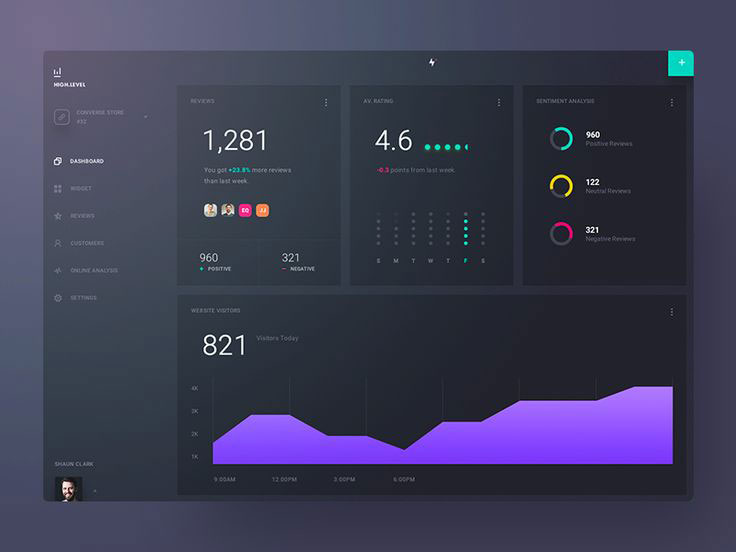 HIGH.LEVEL
CONVERSE STORE
#32
DASHBOARD
WIDGET
REVIEWS
CUSTOMERS
ONLINE ANALYSIS
SETTINGS
SHAUN CLARK
+
REVIEWS
1,281
You got +23.8% more reviews
than last week.
EQ JJ
960
+ POSITIVE
321
– NEGATIVE
AV. RATING
4.6
-0.3 points from last week
S M T W T F S
SENTIMENT ANALYSIS
960
Positive Reviews
122
Neutral Reviews
321
Negative Reviews
WEBSITE VISITORS
821 Visitors Today
4K
3K
2K
1K
9:00AM 12:00PM 3:00PM 6:00PM